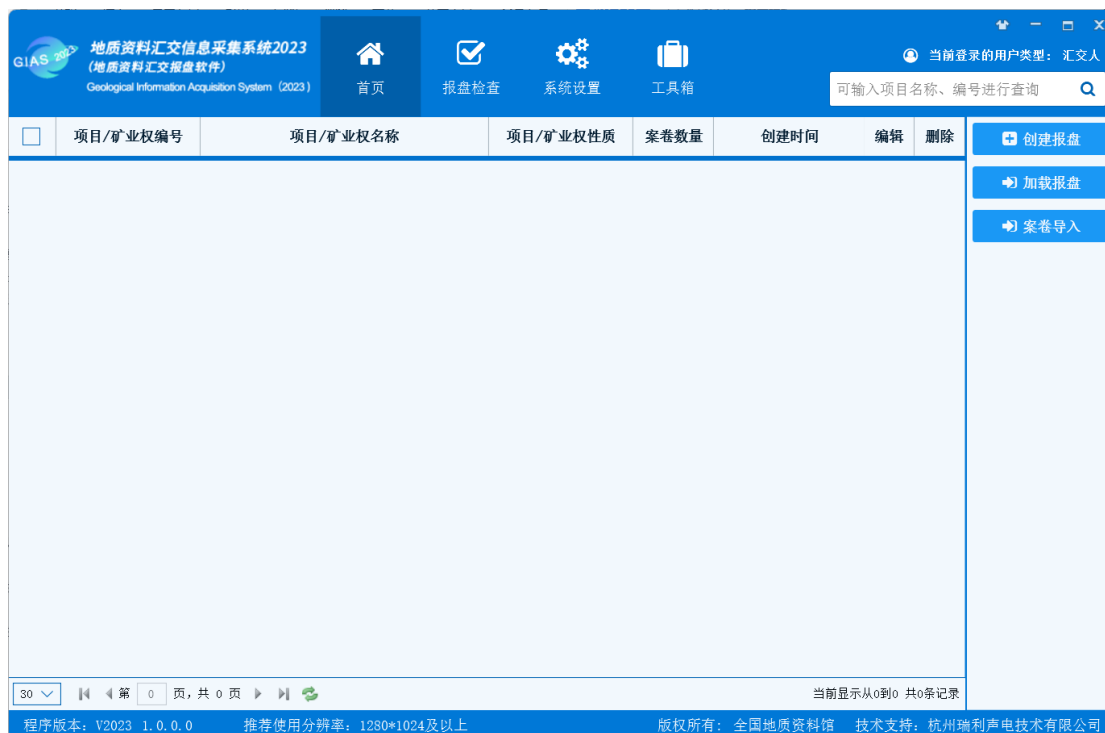 GIAS 2023
地质资料汇交信息采集系统2023
(地质资料汇交报盘软件)
Geological Information Acquisition System（2023）
首页
报盘检查
系统设置
工具箱
当前登录的用户类型： 汇交人
可输入项目名称、编号进行查询
项目/矿业权编号 项目/矿业权名称 项目/矿业权性质 案卷数量 创建时间 编辑 删除
创建报盘
加载报盘
案卷导入
30 第 0 页，共 0 页 当前显示从0到0 共0条记录
程序版本：V2023 1.0.0.0 推荐使用分辨率：1280*1024及以上 版权所有：全国地质资料馆 技术支持：杭州瑞利声电技术有限公司